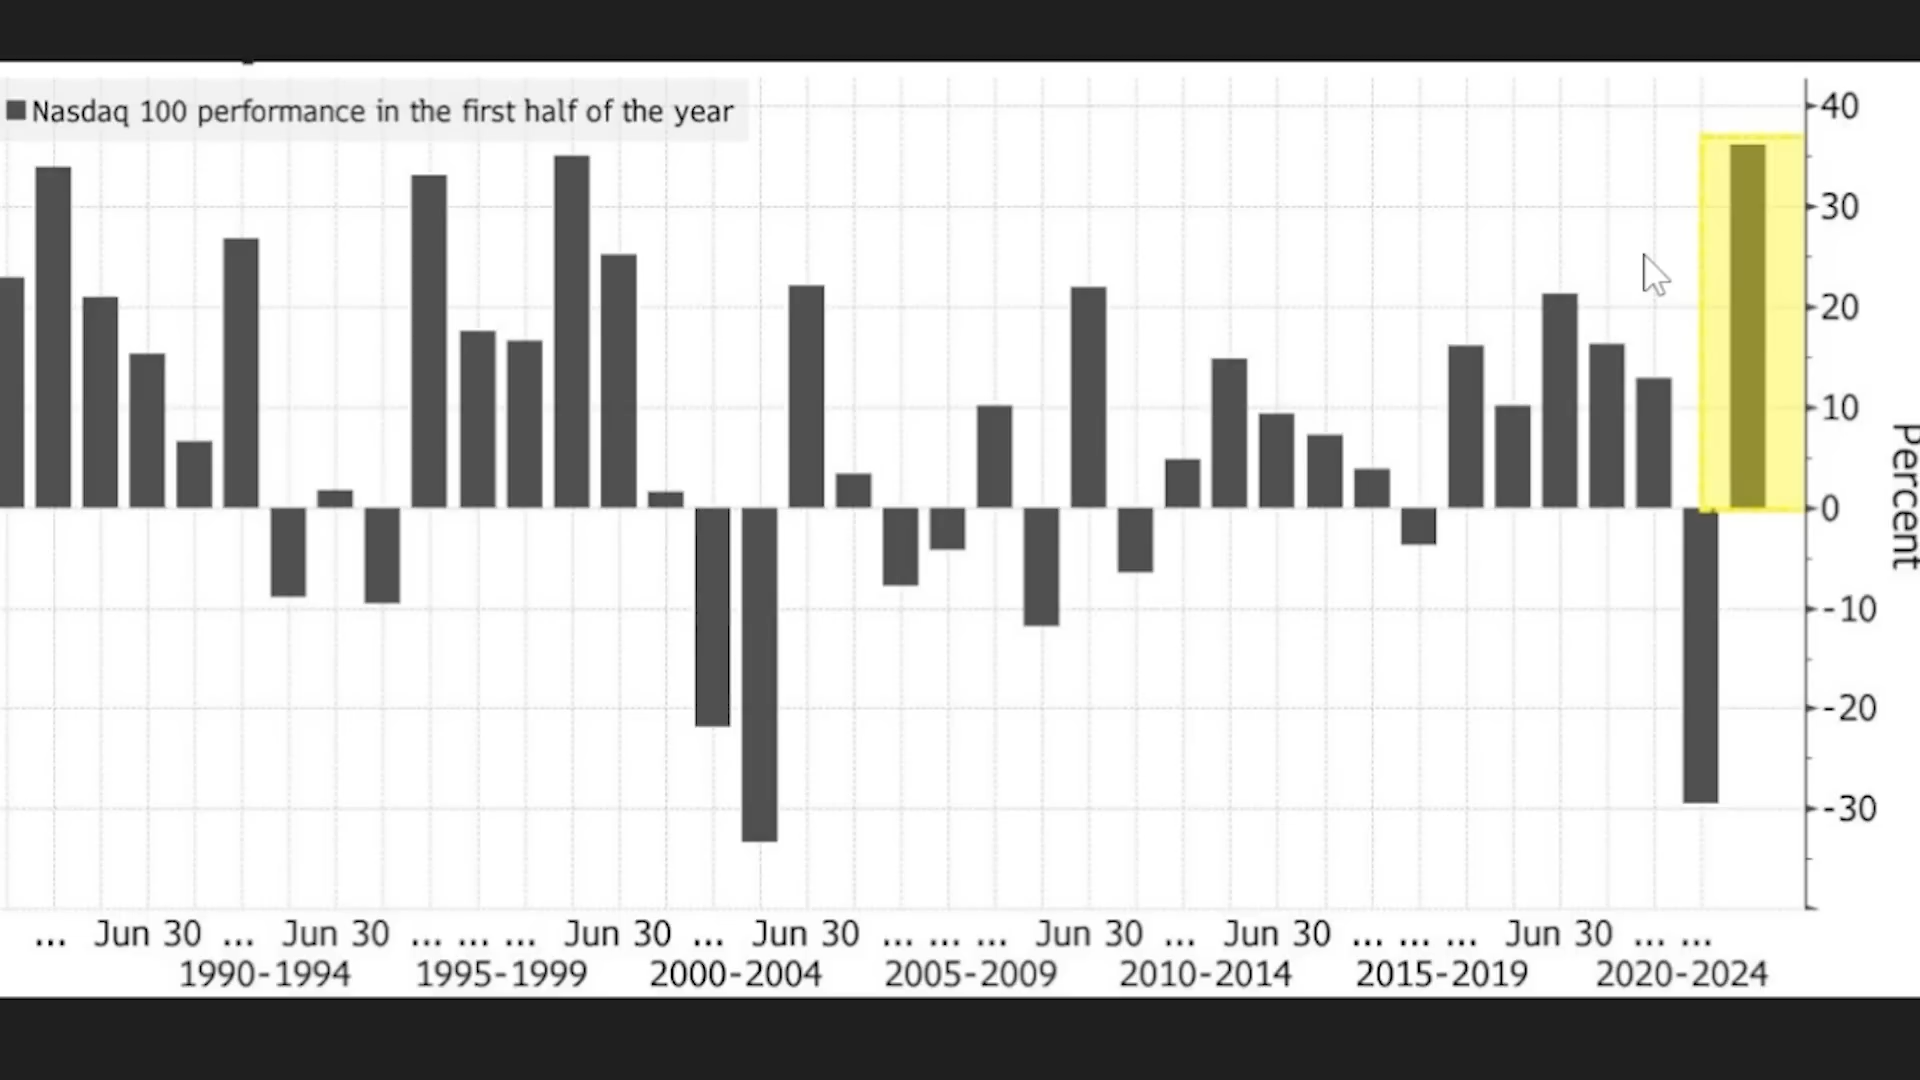 Nasdaq 100 performance in the first half of the year
40
30
20
10
0
-10
-20
-30
Percent
... Jun 30 ... Jun 30 ... ... ... Jun 30 ... Jun 30 ... ... ... Jun 30 ... Jun 30 ... ... ... Jun 30 ... ...
1990-1994 1995-1999 2000-2004 2005-2009 2010-2014 2015-2019 2020-2024